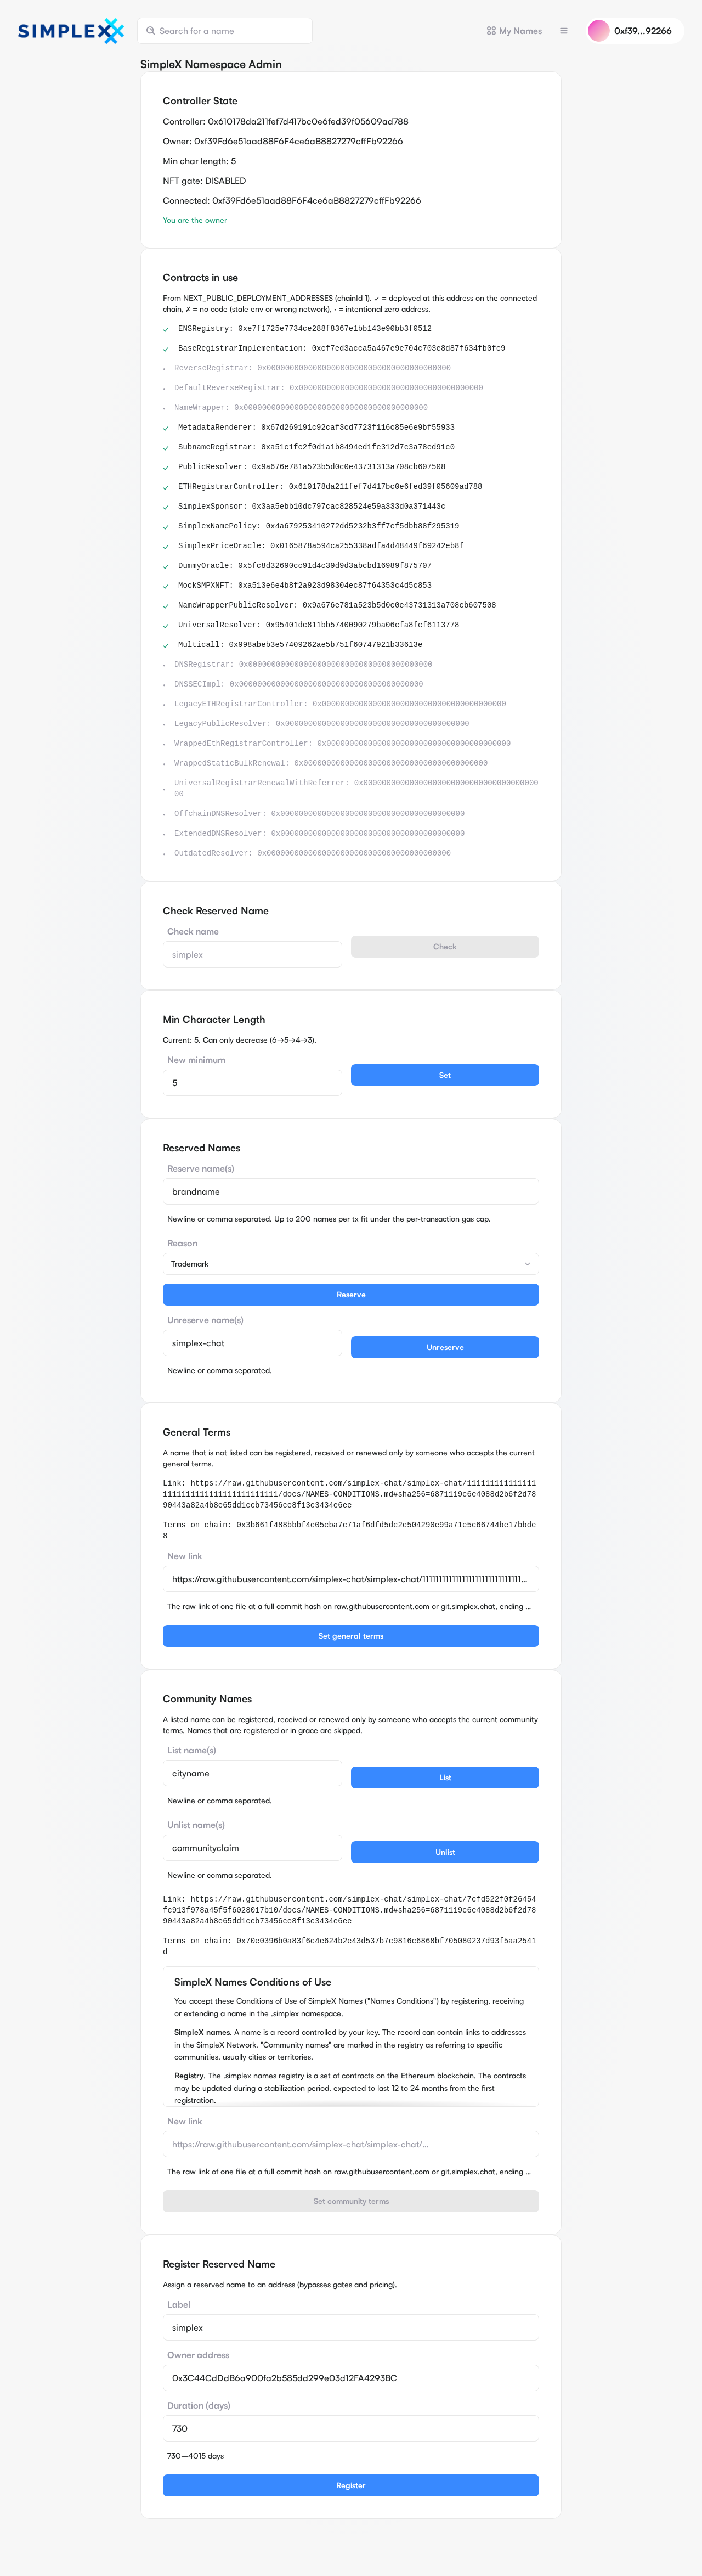 SIMPLEX
Search for a name
My Names
0xf39...92266
SimpleX Namespace Admin
Controller State
Controller: 0x610178da211fef7d417bc0e6fed39f05609ad788
Owner: 0xf39Fd6e51aad88F6F4ce6aB8827279cffFb92266
Min char length: 5
NFT gate: DISABLED
Connected: 0xf39Fd6e51aad88F6F4ce6aB8827279cffFb92266
You are the owner
Contracts in use
From NEXT_PUBLIC_DEPLOYMENT_ADDRESSES (chainId 1). ✓ = deployed at this address on the connected
chain, ✗ = no code (stale env or wrong network), • = intentional zero address.
✓ ENSRegistry: 0xe7f1725e7734ce288f8367e1bb143e90bb3f0512
✓ BaseRegistrarImplementation: 0xcf7ed3acca5a467e9e704c703e8d87f634fb0fc9
• ReverseRegistrar: 0x0000000000000000000000000000000000000000
• DefaultReverseRegistrar: 0x0000000000000000000000000000000000000000
• NameWrapper: 0x0000000000000000000000000000000000000000
✓ MetadataRenderer: 0x67d269191c92caf3cd7723f116c85e6e9bf55933
✓ SubnameRegistrar: 0xa51c1fc2f0d1a1b8494ed1fe312d7c3a78ed91c0
✓ PublicResolver: 0x9a676e781a523b5d0c0e43731313a708cb607508
✓ ETHRegistrarController: 0x610178da211fef7d417bc0e6fed39f05609ad788
✓ SimplexSponsor: 0x3aa5ebb10dc797cac828524e59a333d0a371443c
✓ SimplexNamePolicy: 0x4a679253410272dd5232b3ff7cf5dbb88f295319
✓ SimplexPriceOracle: 0x0165878a594ca255338adfa4d48449f69242eb8f
✓ DummyOracle: 0x5fc8d32690cc91d4c39d9d3abcbd16989f875707
✓ MockSMPXNFT: 0xa513e6e4b8f2a923d98304ec87f64353c4d5c853
✓ NameWrapperPublicResolver: 0x9a676e781a523b5d0c0e43731313a708cb607508
✓ UniversalResolver: 0x95401dc811bb5740090279ba06cfa8fcf6113778
✓ Multicall: 0x998abeb3e57409262ae5b751f60747921b33613e
• DNSRegistrar: 0x0000000000000000000000000000000000000000
• DNSSECImpl: 0x0000000000000000000000000000000000000000
• LegacyETHRegistrarController: 0x0000000000000000000000000000000000000000
• LegacyPublicResolver: 0x0000000000000000000000000000000000000000
• WrappedEthRegistrarController: 0x0000000000000000000000000000000000000000
• WrappedStaticBulkRenewal: 0x0000000000000000000000000000000000000000
• UniversalRegistrarRenewalWithReferrer: 0x00000000000000000000000000000000000000
00
• OffchainDNSResolver: 0x0000000000000000000000000000000000000000
• ExtendedDNSResolver: 0x0000000000000000000000000000000000000000
• OutdatedResolver: 0x0000000000000000000000000000000000000000
Check Reserved Name
Check name
simplex
Check
Min Character Length
Current: 5. Can only decrease (6→5→4→3).
New minimum
5
Set
Reserved Names
Reserve name(s)
brandname
Newline or comma separated. Up to 200 names per tx fit under the per-transaction gas cap.
Reason
Trademark
Reserve
Unreserve name(s)
simplex-chat
Unreserve
Newline or comma separated.
General Terms
A name that is not listed can be registered, received or renewed only by someone who accepts the current
general terms.
Link: https://raw.githubusercontent.com/simplex-chat/simplex-chat/111111111111111
1111111111111111111111111/docs/NAMES-CONDITIONS.md#sha256=6871119c6e4088d2b6f2d78
90443a82a4b8e65dd1ccb73456ce8f13c3434e6ee
Terms on chain: 0x3b661f488bbbf4e05cba7c71af6dfd5dc2e504290e99a71e5c66744be17bbde
8
New link
https://raw.githubusercontent.com/simplex-chat/simplex-chat/1111111111111111111111111111111...
The raw link of one file at a full commit hash on raw.githubusercontent.com or git.simplex.chat, ending ...
Set general terms
Community Names
A listed name can be registered, received or renewed only by someone who accepts the current community
terms. Names that are registered or in grace are skipped.
List name(s)
cityname
List
Newline or comma separated.
Unlist name(s)
communityclaim
Unlist
Newline or comma separated.
Link: https://raw.githubusercontent.com/simplex-chat/simplex-chat/7cfd522f0f26454
fc913f978a45f5f6028017b10/docs/NAMES-CONDITIONS.md#sha256=6871119c6e4088d2b6f2d78
90443a82a4b8e65dd1ccb73456ce8f13c3434e6ee
Terms on chain: 0x70e0396b0a83f6c4e624b2e43d537b7c9816c6868bf705080237d93f5aa2541
d
SimpleX Names Conditions of Use
You accept these Conditions of Use of SimpleX Names ("Names Conditions") by registering, receiving
or extending a name in the .simplex namespace.
SimpleX names. A name is a record controlled by your key. The record can contain links to addresses
in the SimpleX Network. "Community names" are marked in the registry as referring to specific
communities, usually cities or territories.
Registry. The .simplex names registry is a set of contracts on the Ethereum blockchain. The contracts
may be updated during a stabilization period, expected to last 12 to 24 months from the first
registration.
New link
https://raw.githubusercontent.com/simplex-chat/simplex-chat/...
The raw link of one file at a full commit hash on raw.githubusercontent.com or git.simplex.chat, ending ...
Set community terms
Register Reserved Name
Assign a reserved name to an address (bypasses gates and pricing).
Label
simplex
Owner address
0x3C44CdDdB6a900fa2b585dd299e03d12FA4293BC
Duration (days)
730
730—4015 days
Register